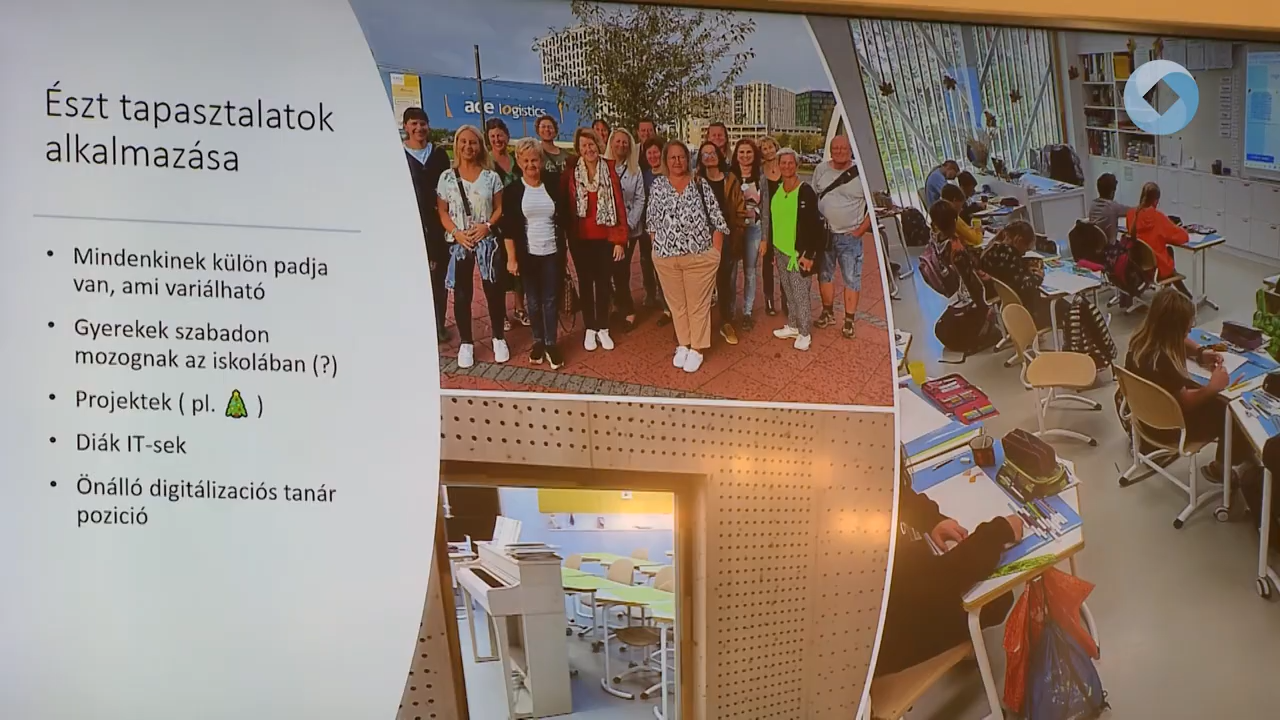 Észt tapasztalatok
alkalmazása
• Mindenkinek külön padja
van, ami variálható
• Gyerekek szabadon
mozognak az iskolában (?)
• Projektek ( pl. 🎄 )
• Diák IT-sek
• Önálló digitálizaciós tanár
pozició
ace logistics